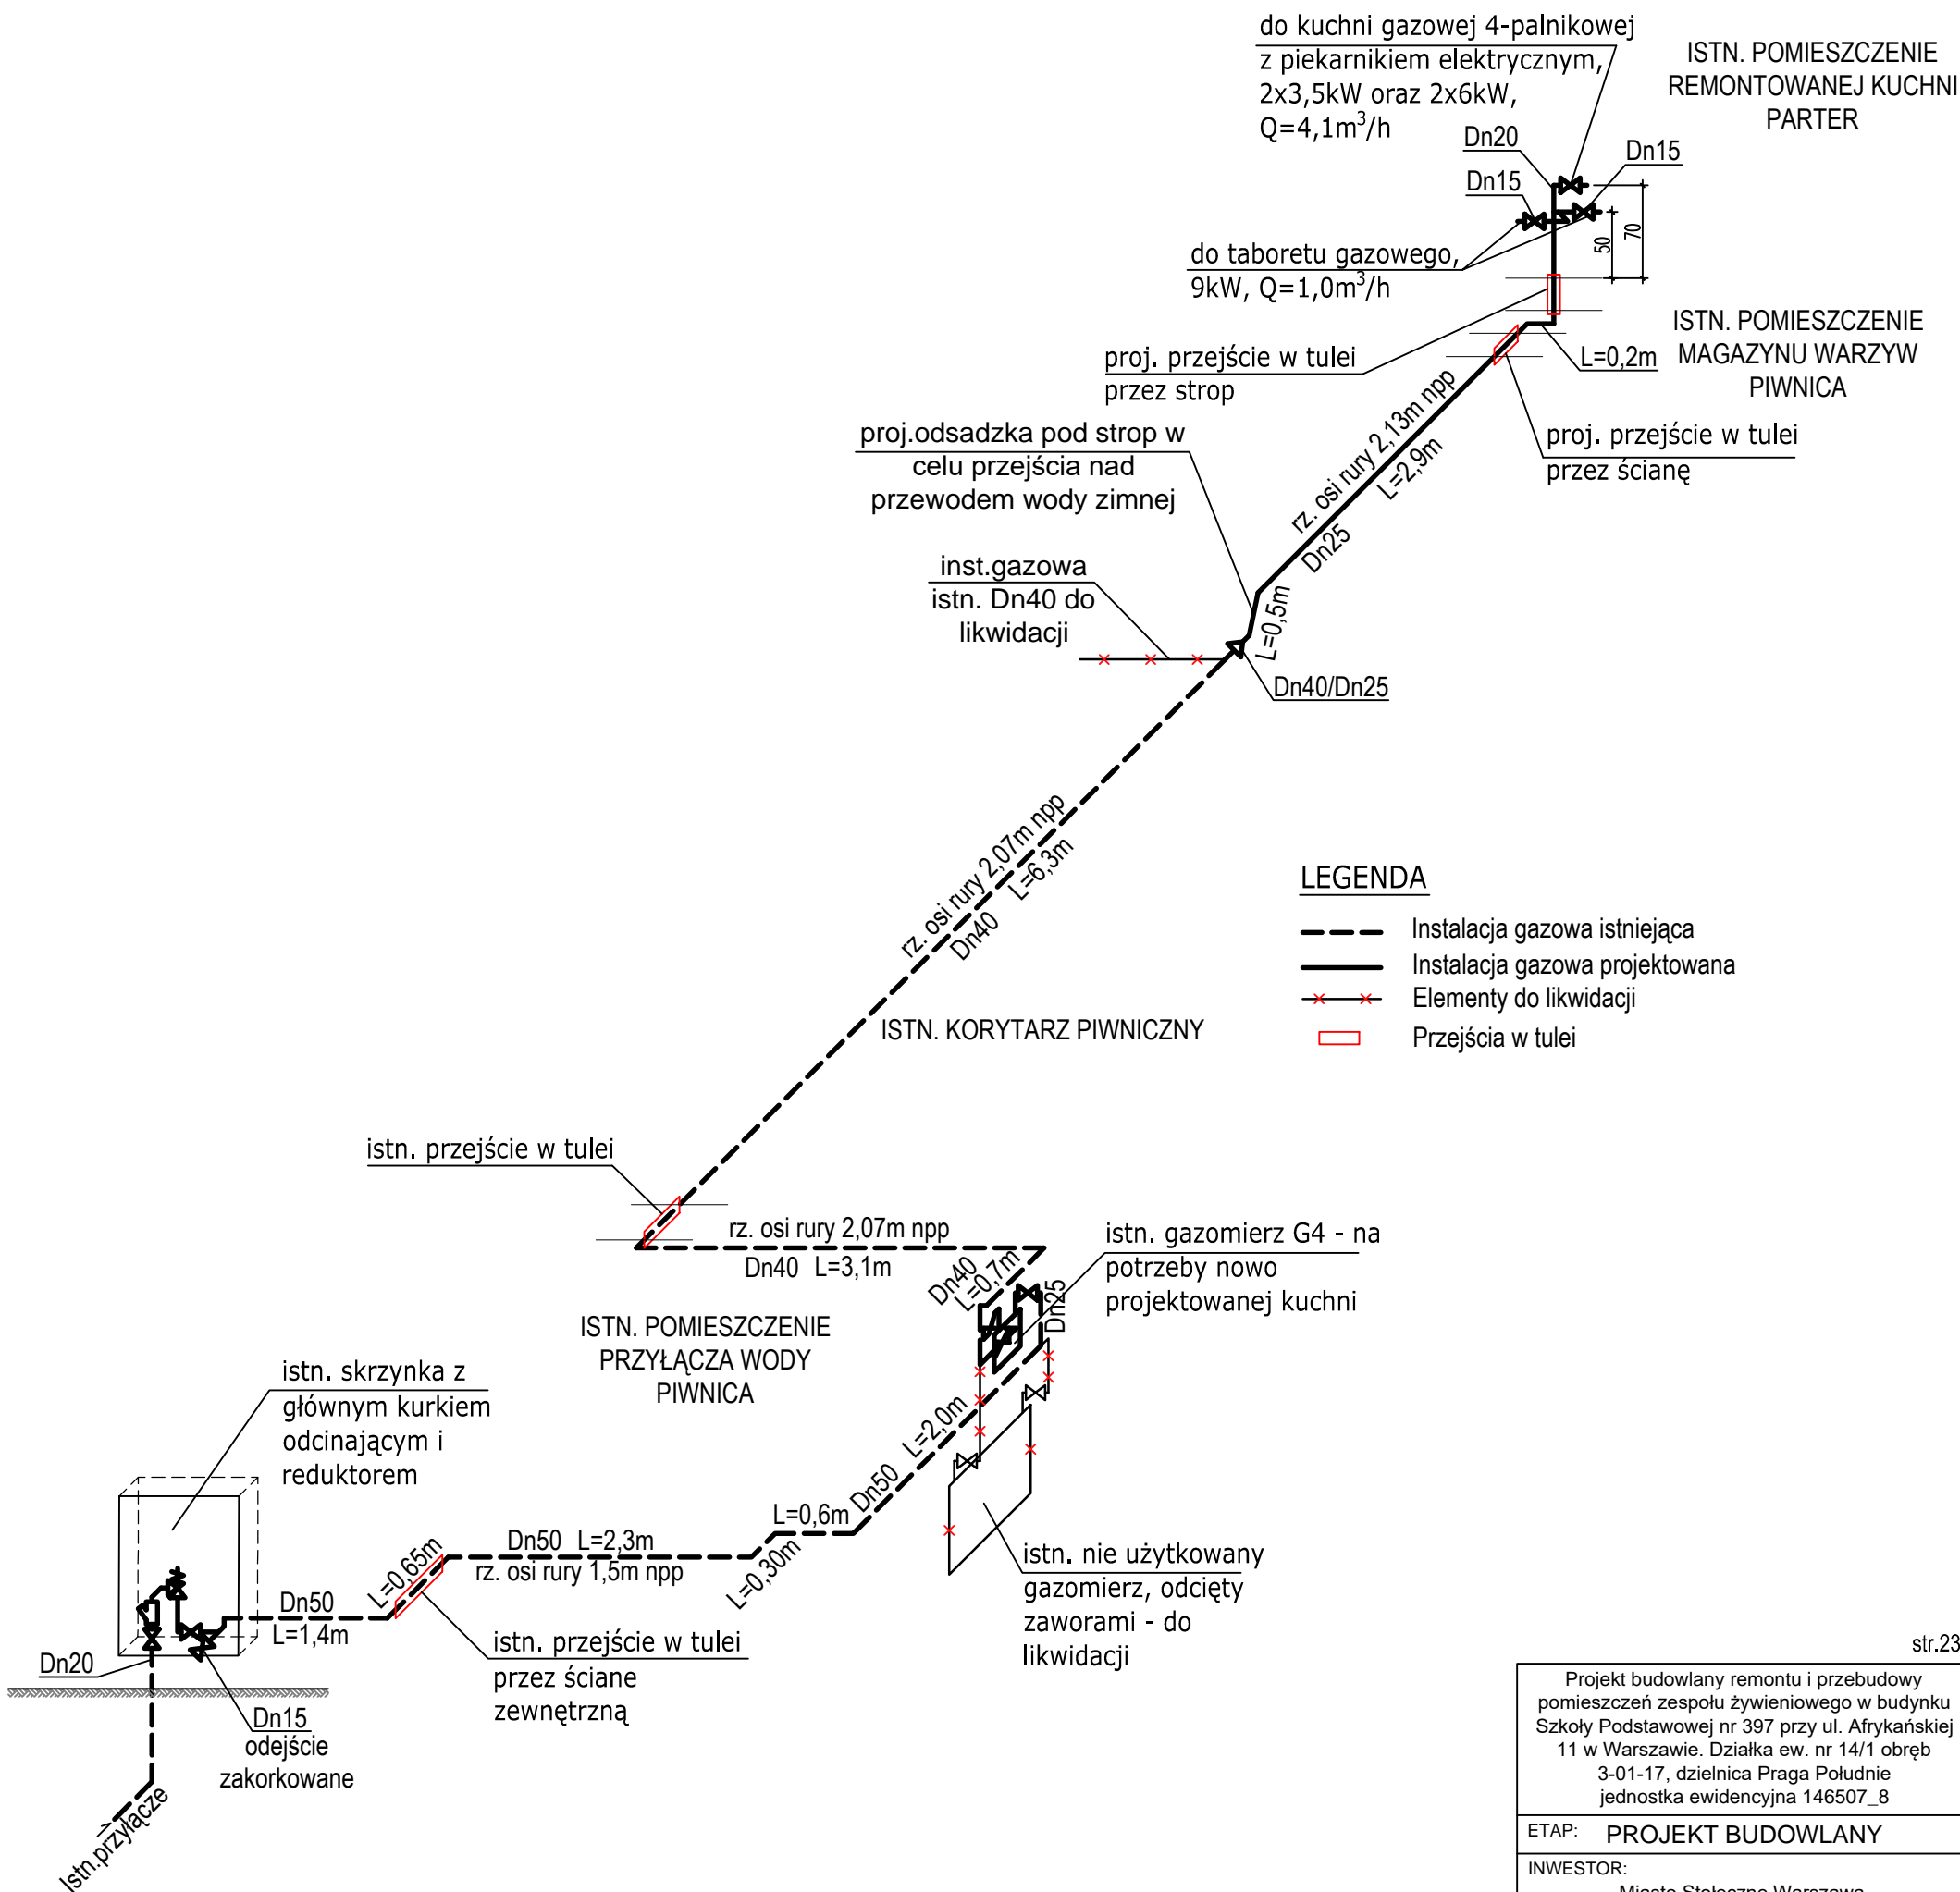 do kuchni gazowej 4-palnikowej
z piekarnikiem elektrycznym,
2x3,5kW oraz 2x6kW,
Q=4,1m³/h
ISTN. POMIESZCZENIE
REMONTOWANEJ KUCHNI
PARTER
Dn20
Dn15
Dn15
50
70
do taboretu gazowego,
9kW, Q=1,0m³/h
ISTN. POMIESZCZENIE
MAGAZYNU WARZYW
PIWNICA
L=0,2m
proj. przejście w tulei
przez strop
proj. przejście w tulei
przez ścianę
rz. osi rury 2,13m npp
L=2,9m
Dn25
proj.odsadzka pod strop w
celu przejścia nad
przewodem wody zimnej
inst.gazowa
istn. Dn40 do
likwidacji
L=0,5m
Dn40/Dn25
rz. osi rury 2,07m npp
L=6,3m
Dn40
LEGENDA
Instalacja gazowa istniejąca
Instalacja gazowa projektowana
Elementy do likwidacji
Przejścia w tulei
ISTN. KORYTARZ PIWNICZNY
istn. przejście w tulei
rz. osi rury 2,07m npp
Dn40 L=3,1m
Dn40
L=0,7m
Dn25
istn. gazomierz G4 - na
potrzeby nowo
projektowanej kuchni
ISTN. POMIESZCZENIE
PRZYŁĄCZA WODY
PIWNICA
istn. skrzynka z
głównym kurkiem
odcinającym i
reduktorem
L=2,0m
Dn50
L=0,6m
L=0,30m
Dn50 L=2,3m
rz. osi rury 1,5m npp
L=0,65m
Dn50
L=1,4m
istn. nie użytkowany
gazomierz, odcięty
zaworami - do
likwidacji
istn. przejście w tulei
przez ściane
zewnętrzną
Dn20
Dn15
odejście
zakorkowane
Istn.przyłącze
str.23
Projekt budowlany remontu i przebudowy
pomieszczeń zespołu żywieniowego w budynku
Szkoły Podstawowej nr 397 przy ul. Afrykańskiej
11 w Warszawie. Działka ew. nr 14/1 obręb
3-01-17, dzielnica Praga Południe
jednostka ewidencyjna 146507_8
ETAP: PROJEKT BUDOWLANY
INWESTOR:
Miasto Stołeczne Warszawa